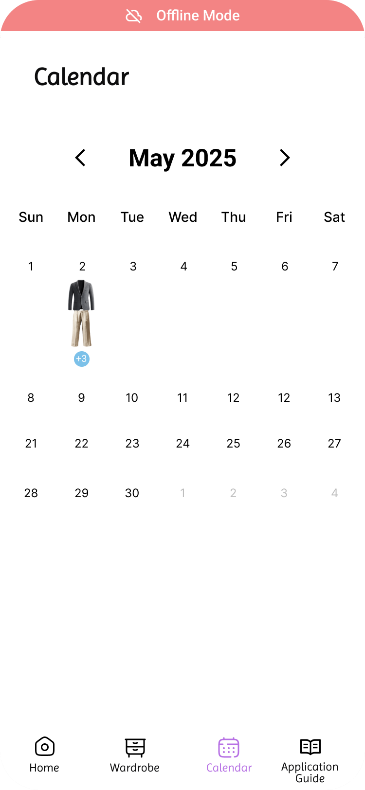 Offline Mode
Calendar
May 2025
Sun Mon Tue Wed Thu Fri Sat
1 2 3 4 5 6 7
+3
8 9 10 11 12 12 13
21 22 23 24 25 26 27
28 29 30 1 2 3 4
Home Wardrobe Calendar Application
Guide